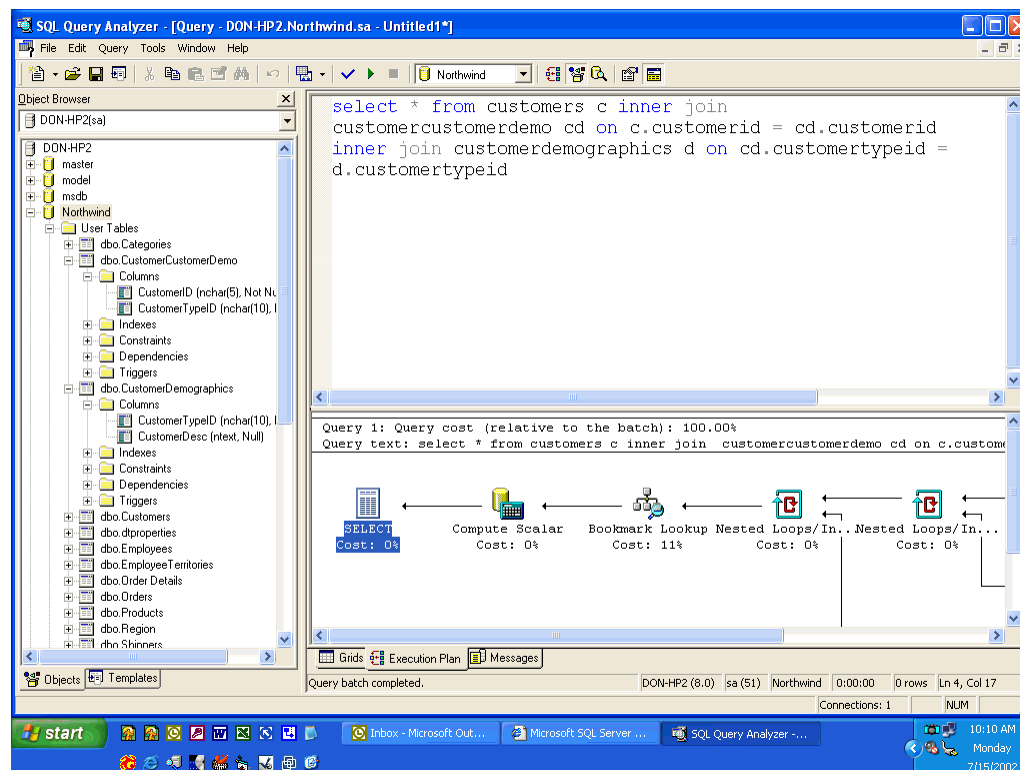 SQL Query Analyzer - [Query - DON-HP2.Northwind.sa - Untitled1*]
File Edit Query Tools Window Help
Northwind
Object Browser
DON-HP2(sa)
DON-HP2
master
model
msdb
Northwind
User Tables
dbo.Categories
dbo.CustomerCustomerDemo
Columns
CustomerID (nchar(5), Not Nu
CustomerTypeID (nchar(10),
Indexes
Constraints
Dependencies
Triggers
dbo.CustomerDemographics
Columns
CustomerTypeID (nchar(10),
CustomerDesc (ntext, Null)
Indexes
Constraints
Dependencies
Triggers
dbo.Customers
dbo.dtproperties
dbo.Employees
dbo.EmployeeTerritories
dbo.Order Details
dbo.Orders
dbo.Products
dbo.Region
dbo.Shippers
Objects Templates
select * from customers c inner join
customercustomerdemo cd on c.customerid = cd.customerid
inner join customerdemographics d on cd.customertypeid =
d.customertypeid
Query 1: Query cost (relative to the batch): 100.00%
Query text: select * from customers c inner join customercustomerdemo cd on c.custome
SELECT
Cost: 0%
Compute Scalar
Cost: 0%
Bookmark Lookup
Cost: 11%
Nested Loops/In...
Cost: 0%
Nested Loops/In...
Cost: 0%
Grids Execution Plan Messages
Query batch completed. DON-HP2 (8.0) sa (51) Northwind 0:00:00 0 rows Ln 4, Col 17
Connections: 1 NUM
start Inbox - Microsoft Out... Microsoft SQL Server ... SQL Query Analyzer -...
10:10 AM
Monday
7/15/2002